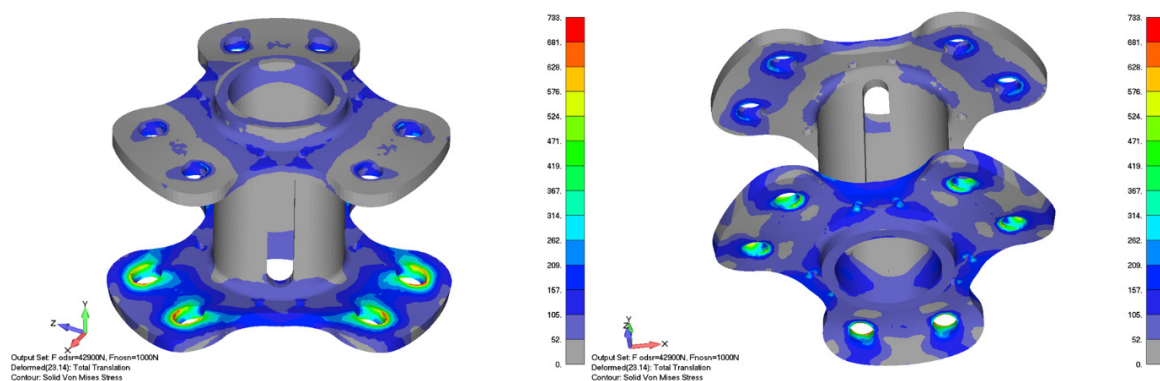 733.
681.
628.
576.
524.
471.
419.
367.
314.
262.
209.
157.
105.
52.
0.
Y
Z
X
Output Set: F odsr=42900N, Fnosn=1000N
Deformed(23.14): Total Translation
Contour: Solid Von Mises Stress
733.
681.
628.
576.
524.
471.
419.
367.
314.
262.
209.
157.
105.
52.
0.
Y
Z
X
Output Set: F odsr=42900N, Fnosn=1000N
Deformed(23.14): Total Translation
Contour: Solid Von Mises Stress